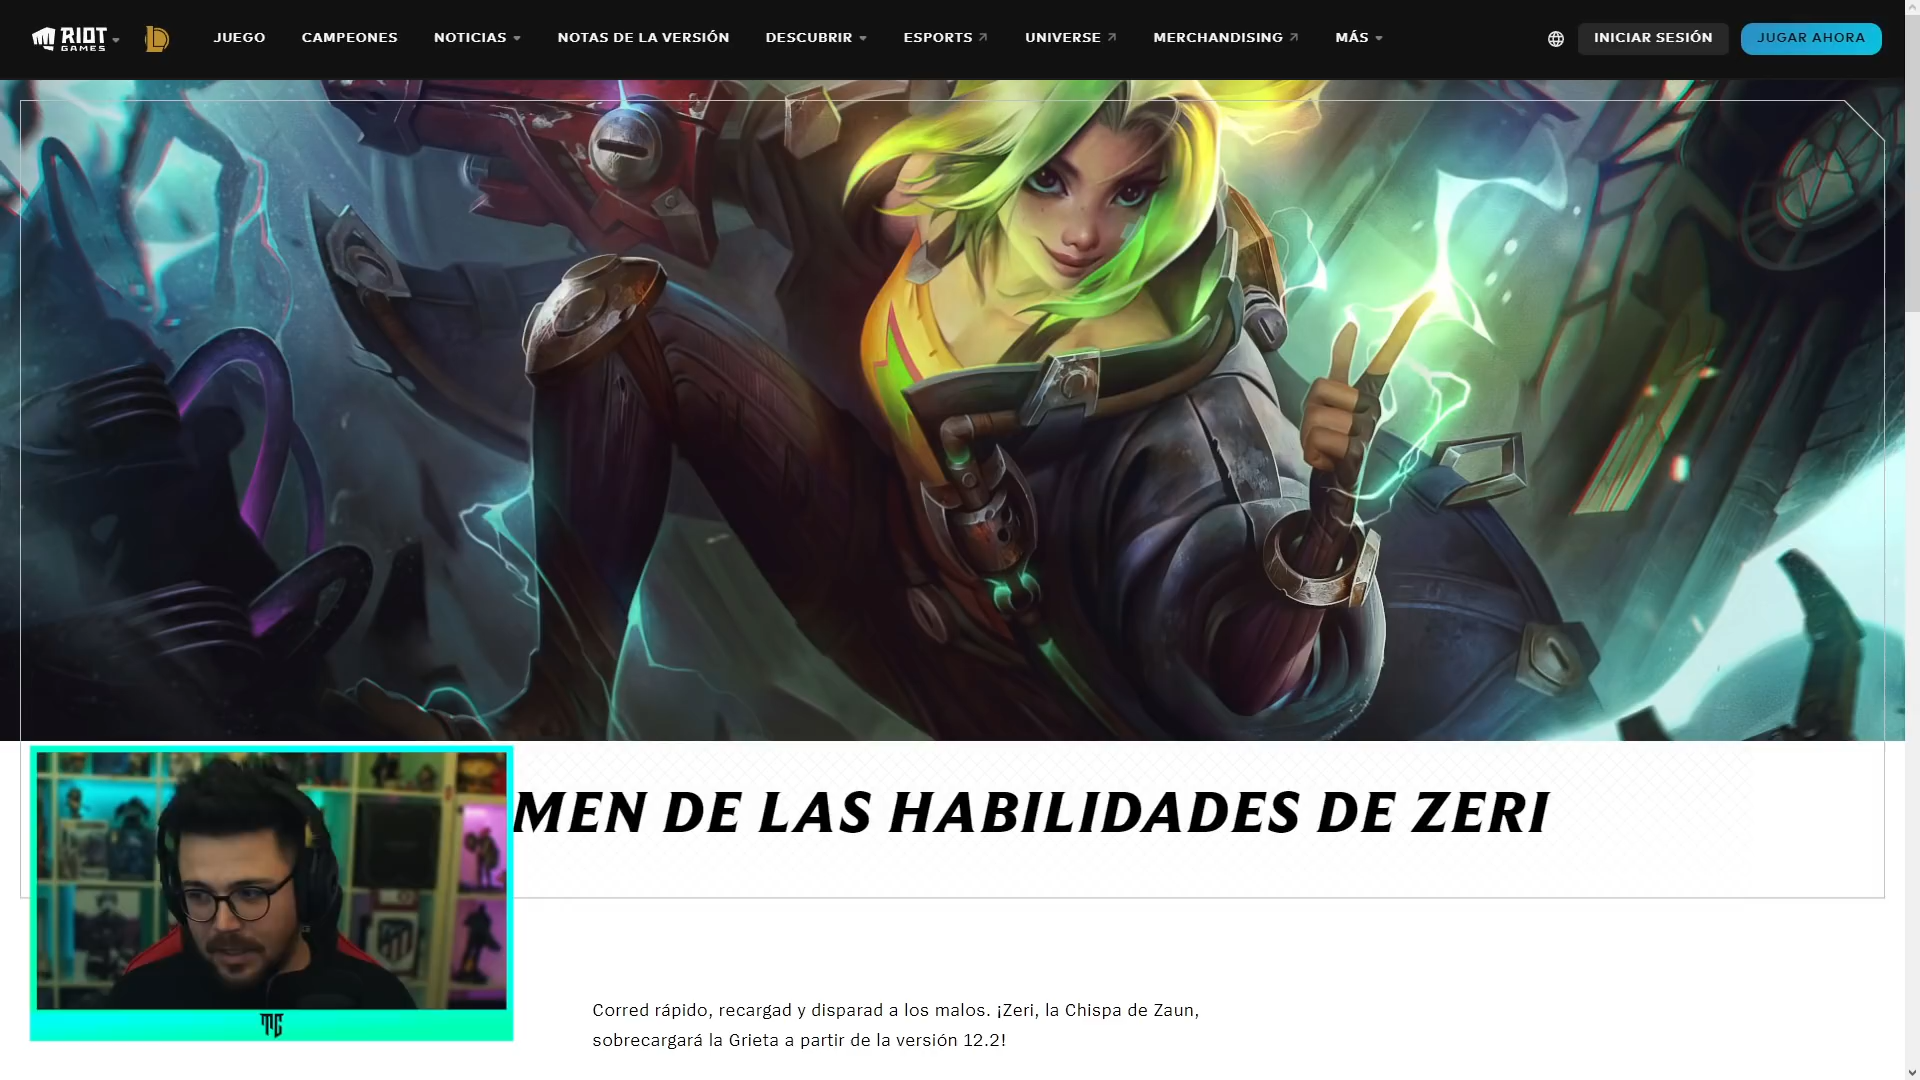 RIOT GAMES
JUEGO CAMPEONES NOTICIAS NOTAS DE LA VERSIÓN DESCUBRIR ESPORTS UNIVERSE MERCHANDISING MÁS INICIAR SESIÓN JUGAR AHORA
MEN DE LAS HABILIDADES DE ZERI
Corred rápido, recargad y disparad a los malos. ¡Zeri, la Chispa de Zaun,
sobrecargará la Grieta a partir de la versión 12.2!